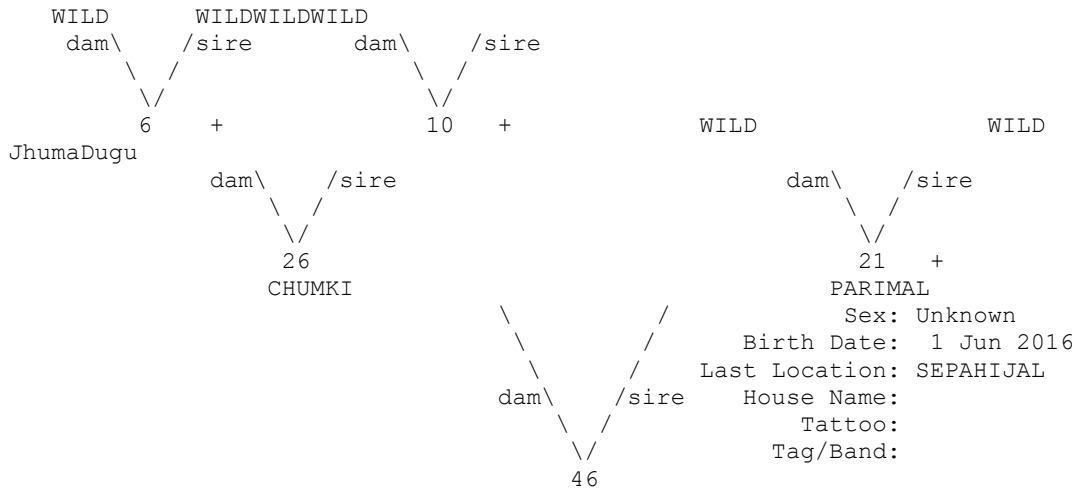 WILD WILDWILDWILD
dam\ /sire dam\ /sire
\ / \ /
\/ \/
6 + 10 + WILD WILD
JhumaDugu
dam\ /sire dam\ /sire
\ / \ /
\/ \/
26 21 +
CHUMKI PARIMAL
\ / Sex: Unknown
\ / Birth Date: 1 Jun 2016
\ / Last Location: SEPAHIJAL
dam\ /sire House Name:
\ / Tattoo:
\/ Tag/Band:
46